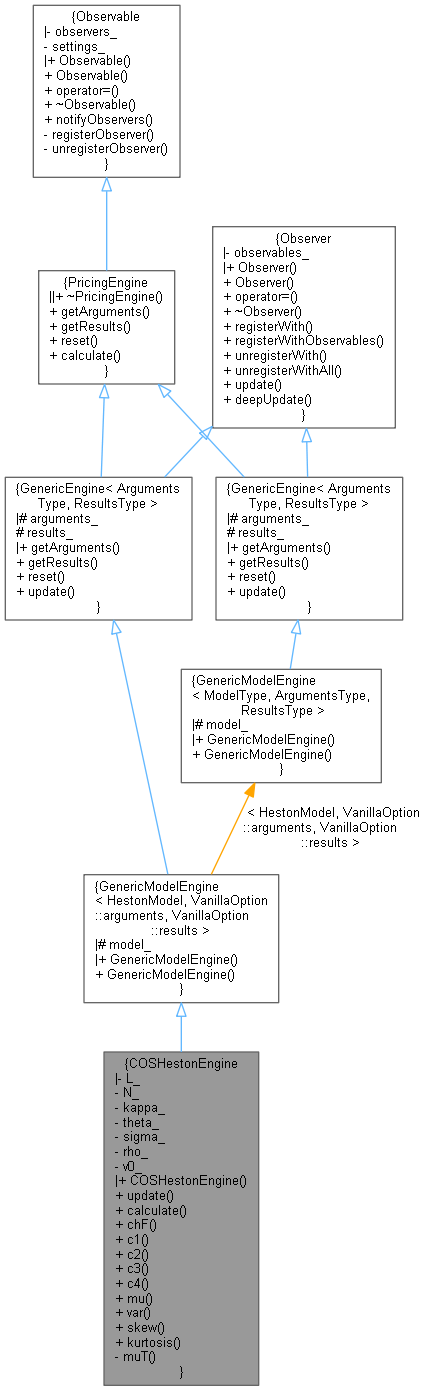 {Observable
|- observers_
- settings_
|+ Observable()
+ Observable()
+ operator=()
+ ~Observable()
+ notifyObservers()
- registerObserver()
- unregisterObserver()
}
{Observer
|- observables_
|+ Observer()
+ Observer()
+ operator=()
+ ~Observer()
+ registerWith()
+ registerWithObservables()
+ unregisterWith()
+ unregisterWithAll()
+ update()
+ deepUpdate()
}
{PricingEngine
||+ ~PricingEngine()
+ getArguments()
+ getResults()
+ reset()
+ calculate()
}
{GenericEngine< Arguments
Type, ResultsType >
|# arguments_
# results_
|+ getArguments()
+ getResults()
+ reset()
+ update()
}
{GenericEngine< Arguments
Type, ResultsType >
|# arguments_
# results_
|+ getArguments()
+ getResults()
+ reset()
+ update()
}
{GenericModelEngine
< ModelType, ArgumentsType,
ResultsType >
|# model_
|+ GenericModelEngine()
+ GenericModelEngine()
}
< HestonModel, VanillaOption
::arguments, VanillaOption
::results >
{GenericModelEngine
< HestonModel, VanillaOption
::arguments, VanillaOption
::results >
|# model_
|+ GenericModelEngine()
+ GenericModelEngine()
}
{COSHestonEngine
|- L_
- N_
- kappa_
- theta_
- sigma_
- rho_
- v0_
|+ COSHestonEngine()
+ update()
+ calculate()
+ chF()
+ c1()
+ c2()
+ c3()
+ c4()
+ mu()
+ var()
+ skew()
+ kurtosis()
- muT()
}